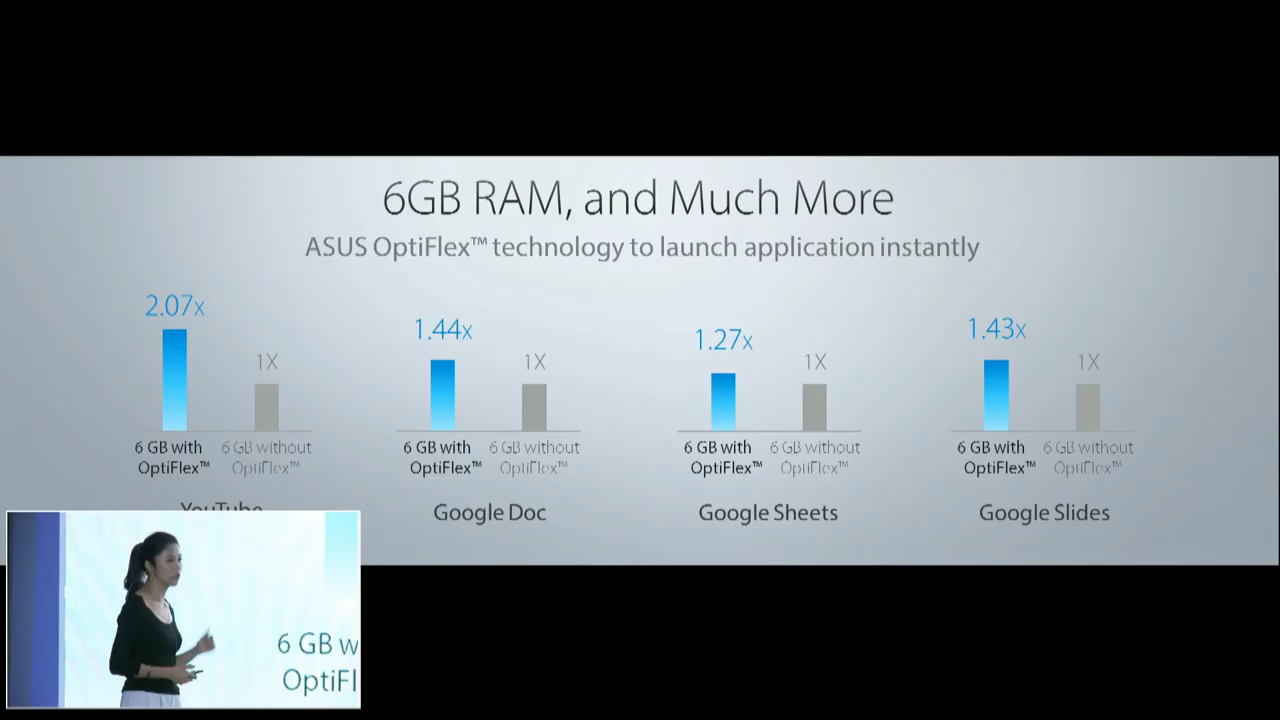 6GB RAM, and Much More
ASUS OptiFlex™ technology to launch application instantly
2.07x
1X
6 GB with OptiFlex™
6 GB without OptiFlex™
YouTube
1.44x
1X
6 GB with OptiFlex™
6 GB without OptiFlex™
Google Doc
1.27x
1X
6 GB with OptiFlex™
6 GB without OptiFlex™
Google Sheets
1.43x
1X
6 GB with OptiFlex™
6 GB without OptiFlex™
Google Slides
6 GB w
OptiFl